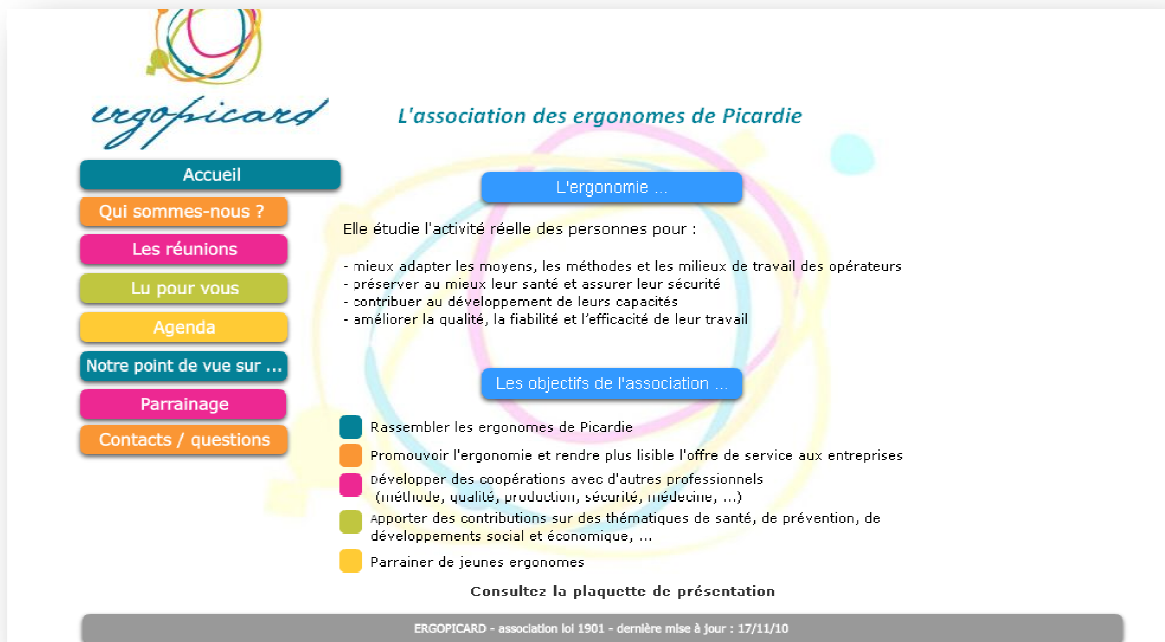 ergopicard
L'association des ergonomes de Picardie
Accueil
Qui sommes-nous ?
Les réunions
Lu pour vous
Agenda
Notre point de vue sur ...
Parrainage
Contacts / questions
L'ergonomie ...
Elle étudie l'activité réelle des personnes pour :
- mieux adapter les moyens, les méthodes et les milieux de travail des opérateurs
- préserver au mieux leur santé et assurer leur sécurité
- contribuer au développement de leurs capacités
- améliorer la qualité, la fiabilité et l’efficacité de leur travail
Les objectifs de l'association ...
Rassembler les ergonomes de Picardie
Promouvoir l'ergonomie et rendre plus lisible l'offre de service aux entreprises
Développer des coopérations avec d'autres professionnels
(méthode, qualité, production, sécurité, médecine, ...)
Apporter des contributions sur des thématiques de santé, de prévention, de
développements social et économique, ...
Parrainer de jeunes ergonomes
Consultez la plaquette de présentation
ERGOPICARD - association loi 1901 - dernière mise à jour : 17/11/10